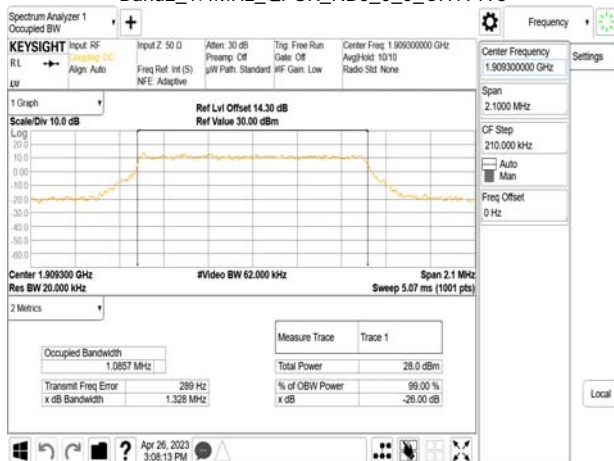 Spectrum Analyzer 1
Occupied BW
Frequency
KEYSIGHT
RL
Input: RF
Coupling: DC
Align: Auto
Input Z: 50 Ω
Freq Ref: Int (S)
NFE: Adaptive
Atten: 30 dB
Preamp: Off
µW Path: Standard
Trig: Free Run
Gate: Off
#IF Gain: Low
Center Freq: 1.909300000 GHz
Avg|Hold: 10/10
Radio Std: None
Center Frequency
1.909300000 GHz
Settings
Span
2.1000 MHz
CF Step
210.000 kHz
Auto
Man
Freq Offset
0 Hz
Local
1 Graph
Scale/Div 10.0 dB
Ref Lvl Offset 14.30 dB
Ref Value 30.00 dBm
Log
20.0
10.0
0.00
-10.0
-20.0
-30.0
-40.0
-50.0
-60.0
Center 1.909300 GHz
#Video BW 62.000 kHz
Span 2.1 MHz
Res BW 20.000 kHz
Sweep 5.07 ms (1001 pts)
2 Metrics
Measure Trace
Trace 1
Occupied Bandwidth
1.0857 MHz
Total Power
28.0 dBm
Transmit Freq Error
289 Hz
% of OBW Power
99.00 %
x dB Bandwidth
1.328 MHz
x dB
-26.00 dB
Apr 26, 2023
3:08:13 PM